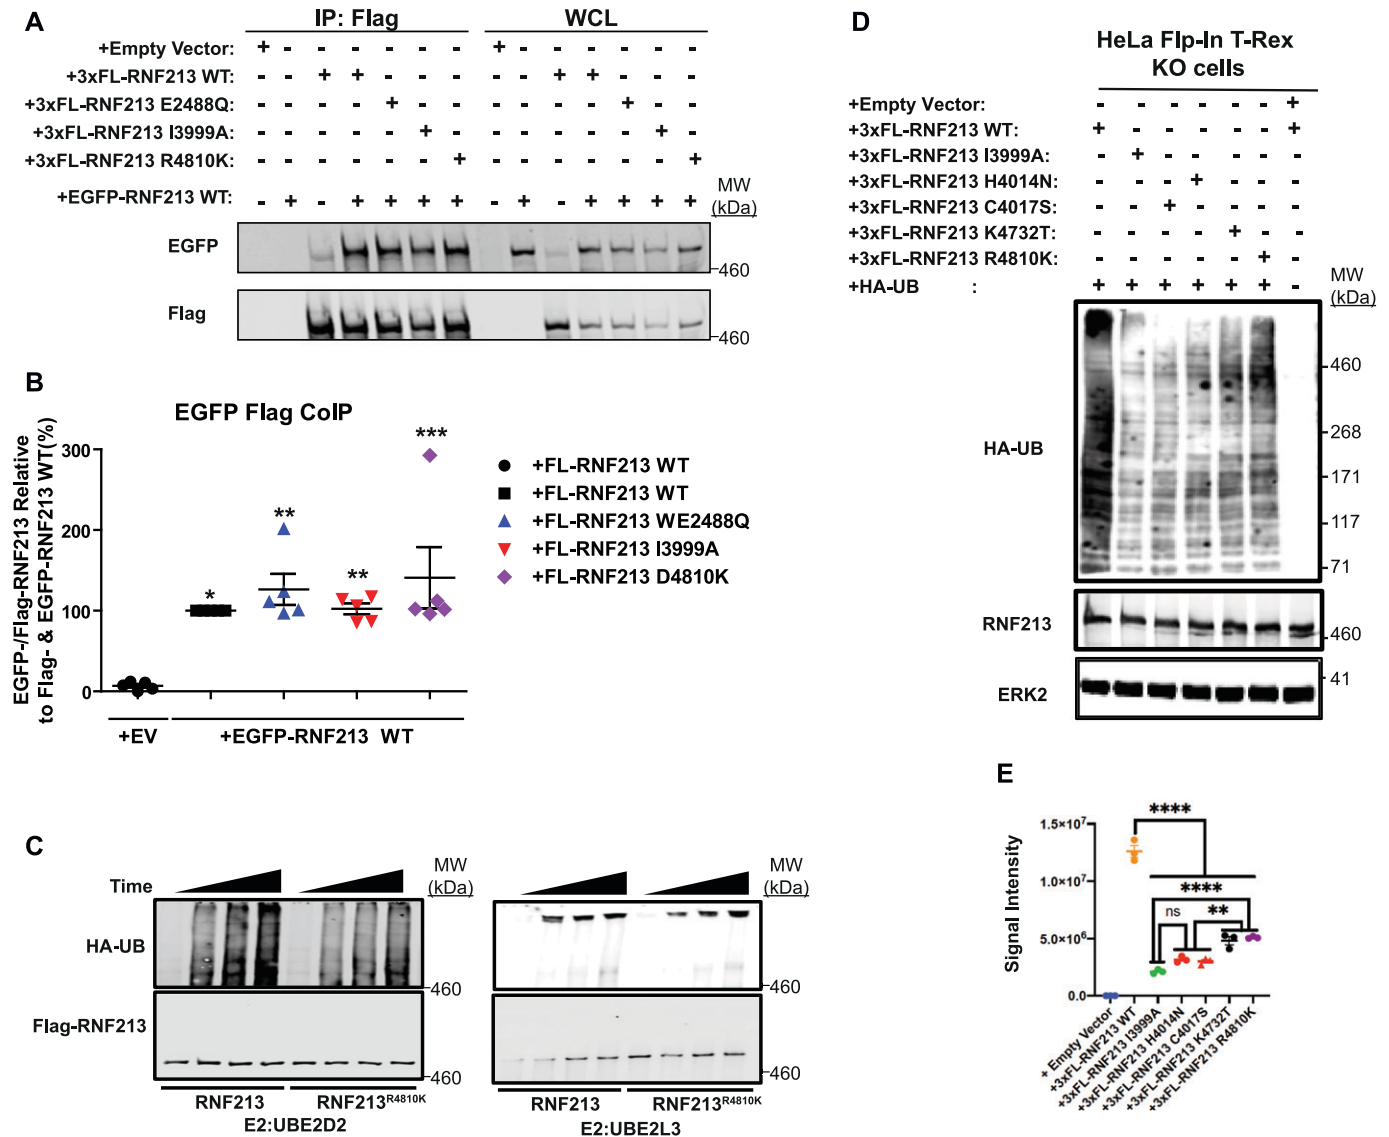 A
IP: Flag
WCL
+Empty Vector: + - - - - - - + - - - - - -
+3xFL-RNF213 WT: - - + + - - - - - + + - - -
+3xFL-RNF213 E2488Q: - - - - + - - - - - - + - -
+3xFL-RNF213 I3999A: - - - - - + - - - - - - + -
+3xFL-RNF213 R4810K: - - - - - - + - - - - - - +
+EGFP-RNF213 WT: - + - + + + + - + - + + + +
MW
(kDa)
EGFP
-460
Flag
-460
B
EGFP Flag CoIP
EGFP-/Flag-RNF213 Relative
to Flag- & EGFP-RNF213 WT(%)
300
200
100
0
*
**
**
***
+EV
+EGFP-RNF213 WT
+FL-RNF213 WT
+FL-RNF213 WT
+FL-RNF213 WE2488Q
+FL-RNF213 I3999A
+FL-RNF213 D4810K
C
Time
MW
(kDa)
MW
(kDa)
HA-UB
-460
-460
Flag-RNF213
-460
-460
RNF213
RNF213R4810K
E2:UBE2D2
RNF213
RNF213R4810K
E2:UBE2L3
D
HeLa Flp-In T-Rex
KO cells
+Empty Vector: - - - - - - +
+3xFL-RNF213 WT: + - - - - - +
+3xFL-RNF213 I3999A: - + - - - - -
+3xFL-RNF213 H4014N: - - - + - - -
+3xFL-RNF213 C4017S: - - + - - - -
+3xFL-RNF213 K4732T: - - - - + - -
+3xFL-RNF213 R4810K: - - - - - + -
+HA-UB : + + + + + + -
MW
(kDa)
HA-UB
-460
-268
-171
-117
-71
RNF213
-460
ERK2
-41
E
Signal Intensity
1.5×10⁷
1.0×10⁷
5.0×10⁶
0.0
****
****
ns
**
+ Empty Vector
+3xFL-RNF213 WT
+3xFL-RNF213 I3999A
+3xFL-RNF213 H4014N
+3xFL-RNF213 C4017S
+3xFL-RNF213 K4732T
+3xFL-RNF213 R4810K